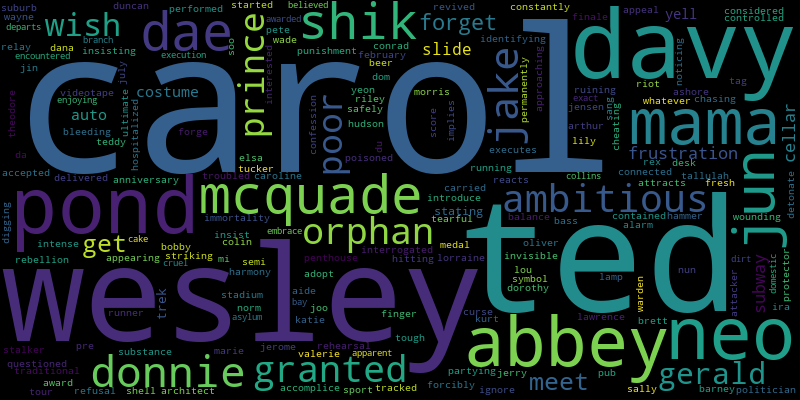 carol
ted
wesley
davy
pond
abbey
neo
mama
jun
mcquade
ambitious
shik
dae
prince
jake
poor
orphan
donnie
granted
gerald
meet
get
wish
forget
slide
frustration
cellar
subway
costume
auto
trek
suburb
wayne
departs
duncan
performed
started
believed
constantly
considered
controlled
finale
appeal
yell
relay
dana
branch
revived
awarded
pete
wade
conrad
identifying
encountered
insisting
execution
soo
punishment
february
beer
dom
riot
noticing
tag
jin
july
videotape
enjoying
ultimate
hospitalized
interested
yeon
riley
safely
morris
permanently
approaching
ruining
exact
jensen
whatever
ashore
chasing
theodore
bleeding
teddy
forge
confession
hudson
score
implies
arthur
sang
cheating
lily
da
elsa
tucker
poisoned
du
executes
running
reacts
collins
rex
desk
connected
tallulah
attracts
fresh
detonate
accepted
delivered
anniversary
troubled
caroline
carried
introduce
stating
immortality
insist
tearful
balance
bass
contained
hammer
wounding
alarm
digging
intense
cake
bobby
striking
colin
embrace
medal
interrogated
hitting
lorraine
oliver
invisible
rebellion
appearing
cruel
mi
semi
penthouse
harmony
adopt
lou
symbol
dorothy
lamp
nun
dirt
attacker
domestic
protector
ira
warden
runner
stadium
norm
asylum
aide
bay
katie
joo
finger
curse
kurt
lawrence
brett
stalker
pre
substance
marie
jerome
rehearsal
valerie
apparent
tough
questioned
traditional
tour
award
refusal
shell
architect
accomplice
sport
tracked
forcibly
partying
jerry
ignore
pub
sally
barney
politician